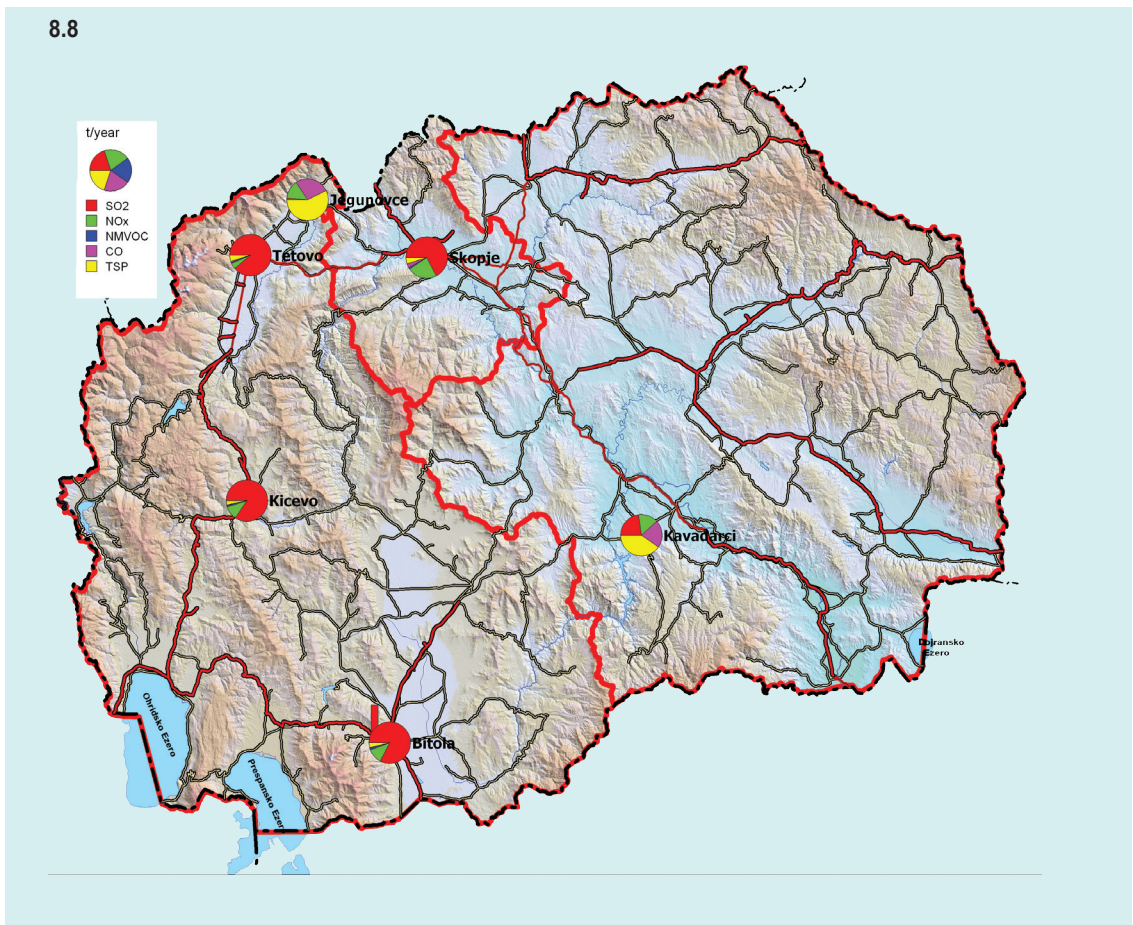 8.8
t/year
SO2
NOx
NMVOC
CO
TSP
Jegunovce
Tetovo
Skopje
Kicevo
Kavadarci
Dojransko
Ezero
Ohridsko Ezero
Bitola
Prespansko Ezero